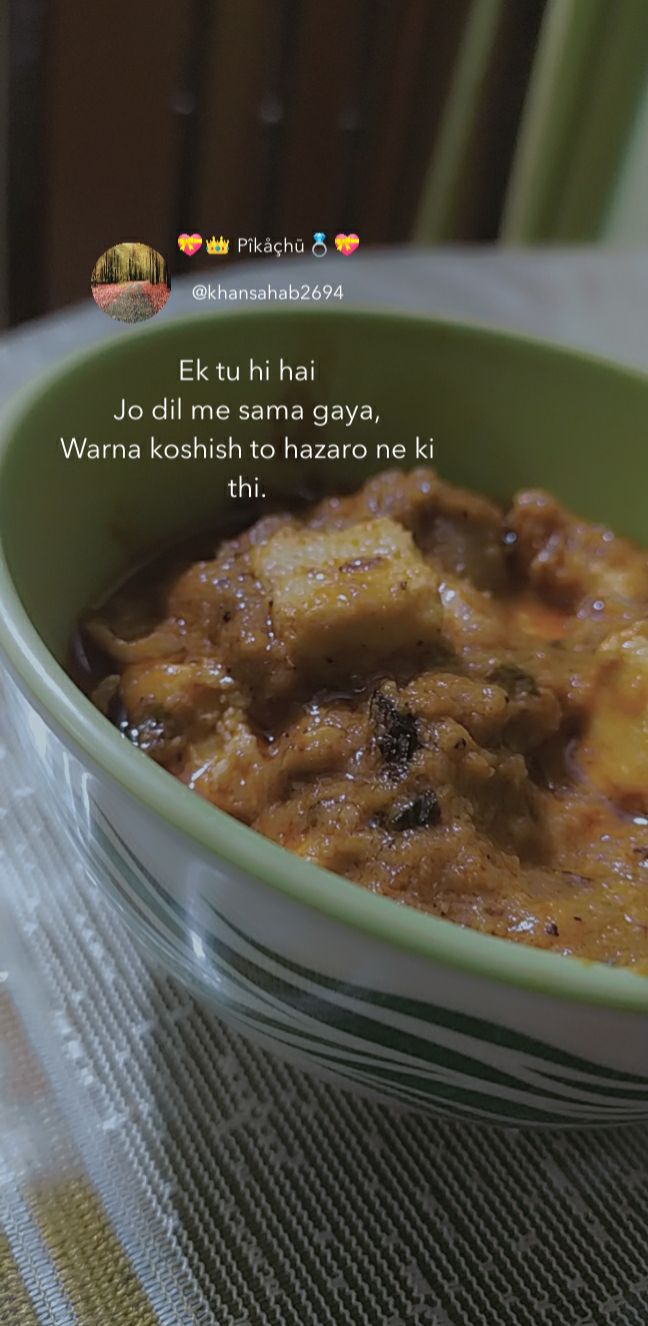 💝👑 Pîkåçhū💍💝
@khansahab2694
Ek tu hi hai
Jo dil me sama gaya,
Warna koshish to hazaro ne ki
thi.